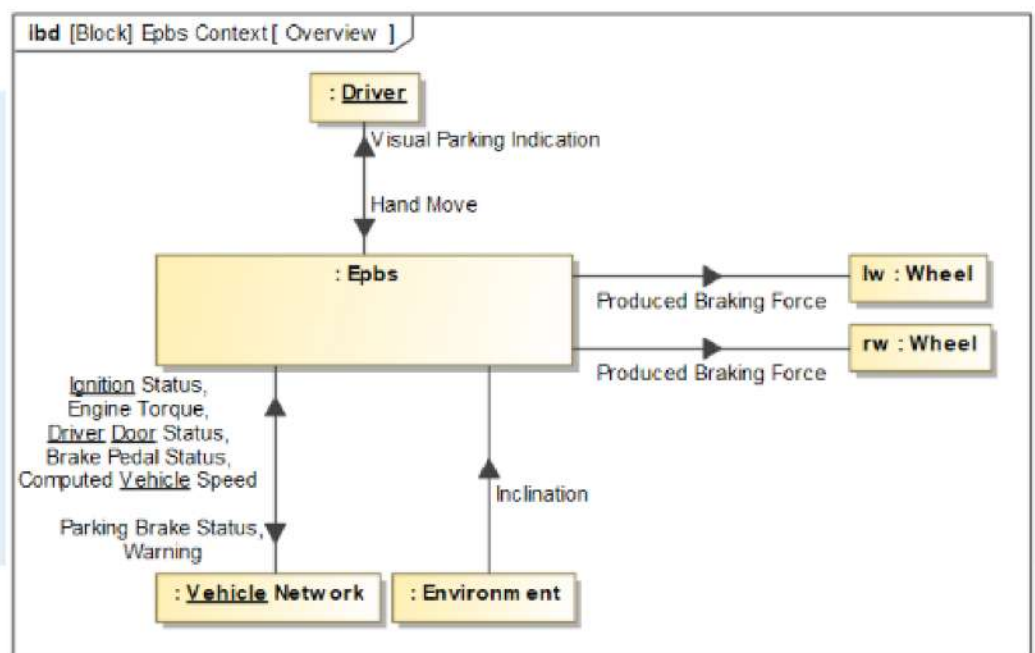 ibd [Block] Epbs Context [ Overview ]
: Driver
Visual Parking Indication
Hand Move
: Epbs
lw : Wheel
Produced Braking Force
rw : Wheel
Produced Braking Force
Ignition Status,
Engine Torque,
Driver Door Status,
Brake Pedal Status,
Computed Vehicle Speed
Inclination
Parking Brake Status,
Warning
: Vehicle Network
: Environment